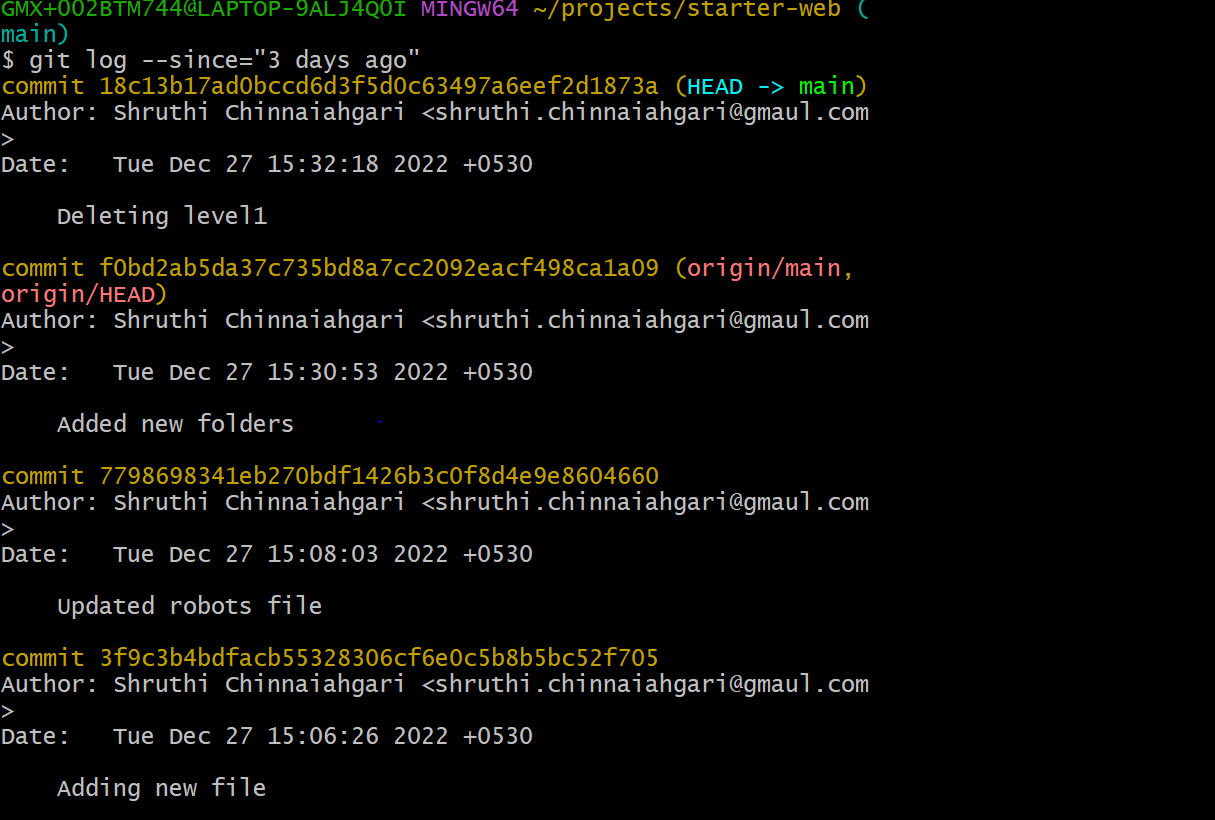 GMX+002BTM744@LAPTOP-9ALJ4Q0I MINGW64 ~/projects/starter-web (
main)
$ git log --since="3 days ago"
commit 18c13b17ad0bccd6d3f5d0c63497a6eef2d1873a (HEAD -> main)
Author: Shruthi Chinnaiahgari <shruthi.chinnaiahgari@gmaul.com
>
Date:   Tue Dec 27 15:32:18 2022 +0530

    Deleting level1

commit f0bd2ab5da37c735bd8a7cc2092eacf498ca1a09 (origin/main,
origin/HEAD)
Author: Shruthi Chinnaiahgari <shruthi.chinnaiahgari@gmaul.com
>
Date:   Tue Dec 27 15:30:53 2022 +0530

    Added new folders

commit 7798698341eb270bdf1426b3c0f8d4e9e8604660
Author: Shruthi Chinnaiahgari <shruthi.chinnaiahgari@gmaul.com
>
Date:   Tue Dec 27 15:08:03 2022 +0530

    Updated robots file

commit 3f9c3b4bdfacb55328306cf6e0c5b8b5bc52f705
Author: Shruthi Chinnaiahgari <shruthi.chinnaiahgari@gmaul.com
>
Date:   Tue Dec 27 15:06:26 2022 +0530

    Adding new file